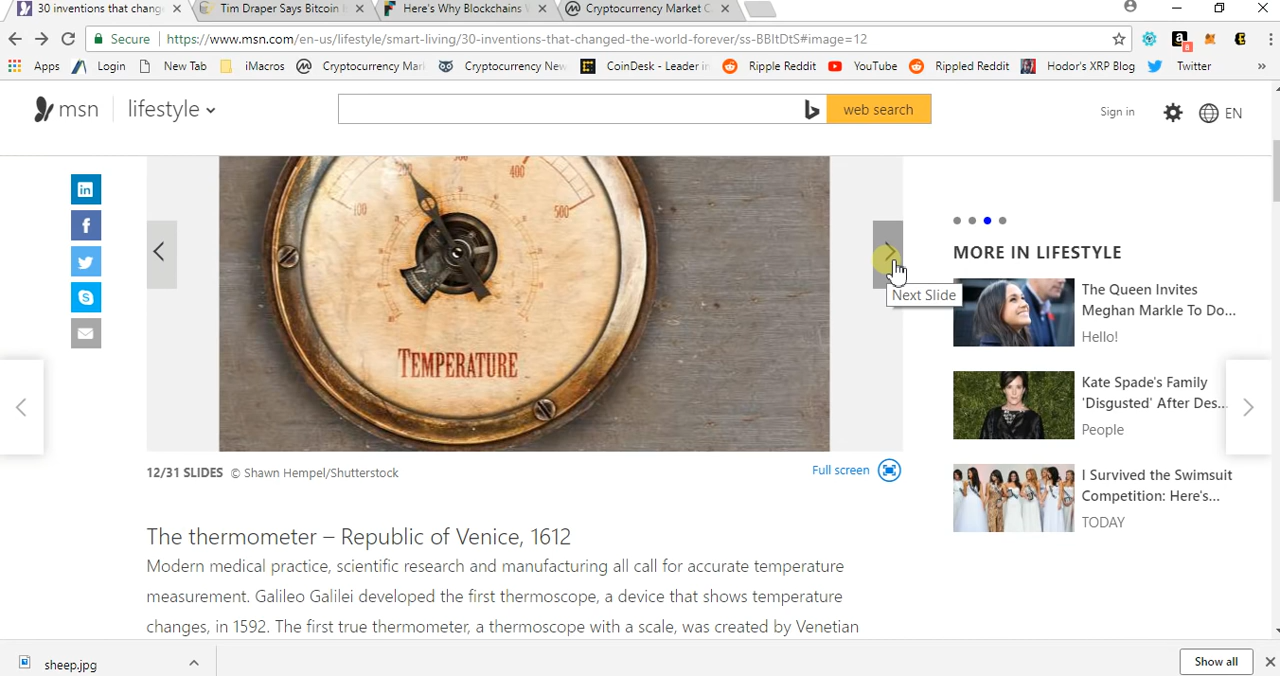 30 inventions that chang
Tim Draper Says Bitcoin
Here's Why Blockchains
Cryptocurrency Market C
Secure
https://www.msn.com/en-us/lifestyle/smart-living/30-inventions-that-changed-the-world-forever/ss-BBItDtS#image=12
Apps
Login
New Tab
iMacros
Cryptocurrency Mar
Cryptocurrency New
CoinDesk - Leader in
Ripple Reddit
YouTube
Rippled Reddit
Hodor's XRP Blog
Twitter
»
msn
lifestyle
web search
Sign in
EN
100
200
400
500
TEMPERATURE
Next Slide
MORE IN LIFESTYLE
The Queen Invites
Meghan Markle To Do...
Hello!
Kate Spade's Family
'Disgusted' After Des...
People
I Survived the Swimsuit
Competition: Here's...
TODAY
12/31 SLIDES © Shawn Hempel/Shutterstock
Full screen
The thermometer – Republic of Venice, 1612
Modern medical practice, scientific research and manufacturing all call for accurate temperature
measurement. Galileo Galilei developed the first thermoscope, a device that shows temperature
changes, in 1592. The first true thermometer, a thermoscope with a scale, was created by Venetian
sheep.jpg
Show all